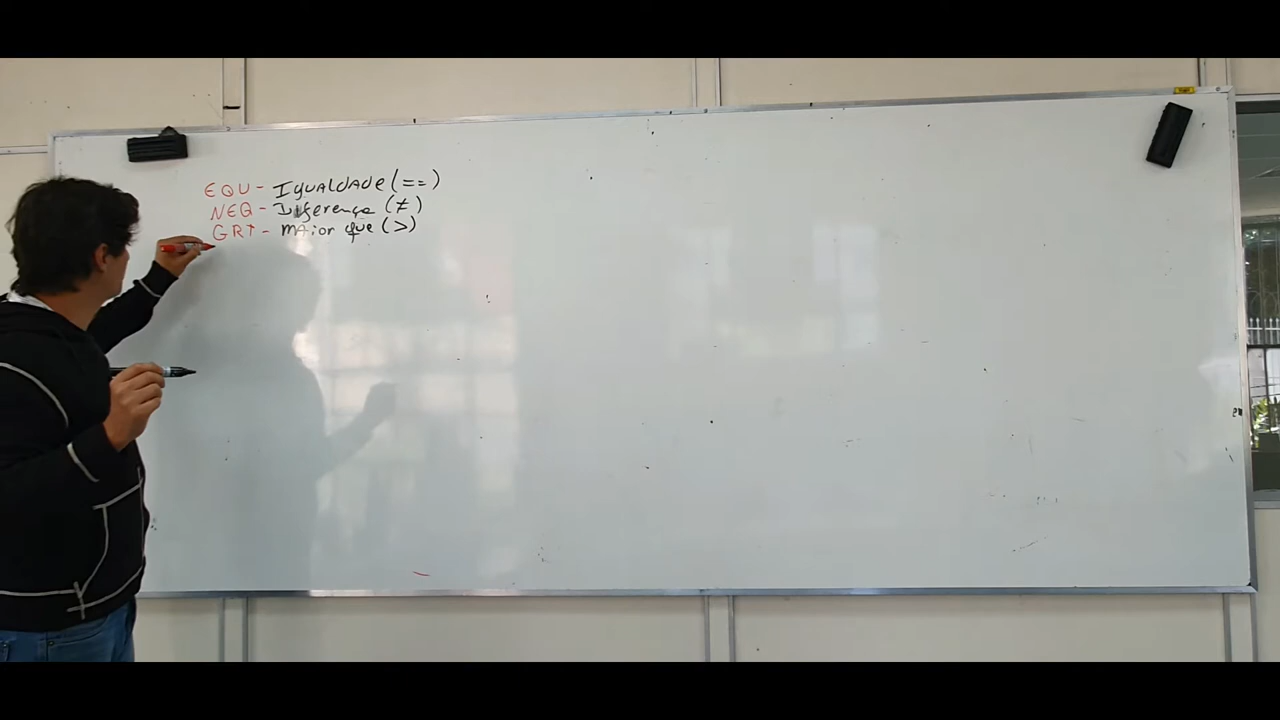 EQU - Igualdade (==)
NEQ - Diferença (≠)
GRT - maior que (>)